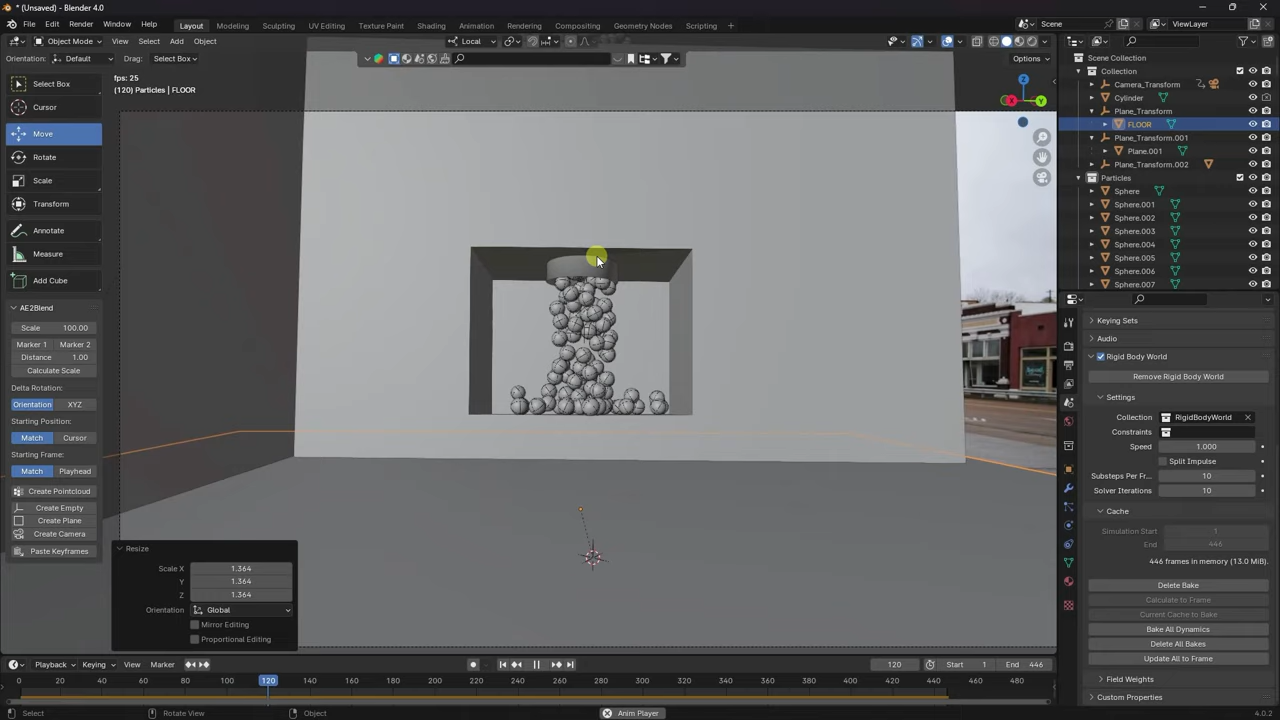 * (Unsaved) - Blender 4.0
File Edit Render Window Help Layout Modeling Sculpting UV Editing Texture Paint Shading Animation Rendering Compositing Geometry Nodes Scripting + Scene ViewLayer
Object Mode View Select Add Object Local
Orientation: Default Drag: Select Box Options
fps: 25
(120) Particles | FLOOR
Select Box
Cursor
Move
Rotate
Scale
Transform
Annotate
Measure
Add Cube
AE2Blend
Scale 100.00
Marker 1 Marker 2
Distance 1.00
Calculate Scale
Delta Rotation:
Orientation XYZ
Starting Position:
Match Cursor
Starting Frame:
Match Playhead
Create Pointcloud
Create Empty
Create Plane
Create Camera
Paste Keyframes
Resize
Scale X 1.364
Y 1.364
Z 1.364
Orientation Global
Mirror Editing
Proportional Editing
Z
X
Y
Scene Collection
Collection
Camera_Transform
Cylinder
Plane_Transform
FLOOR
Plane_Transform.001
Plane.001
Plane_Transform.002
Particles
Sphere
Sphere.001
Sphere.002
Sphere.003
Sphere.004
Sphere.005
Sphere.006
Sphere.007
Keying Sets
Audio
Rigid Body World
Remove Rigid Body World
Settings
Collection RigidBodyWorld
Constraints
Speed 1.000
Split Impulse
Substeps Per Fr... 10
Solver Iterations 10
Cache
Simulation Start 1
End 446
446 frames in memory (13.0 MiB).
Delete Bake
Calculate to Frame
Current Cache to Bake
Bake All Dynamics
Delete All Bakes
Update All to Frame
Field Weights
Custom Properties
Playback Keying View Marker 120 Start 1 End 446
0 20 40 60 80 100 120 140 160 180 200 220 240 260 280 300 320 340 360 380 400 420 440 460 480
Select Rotate View Object Anim Player 4.0.2